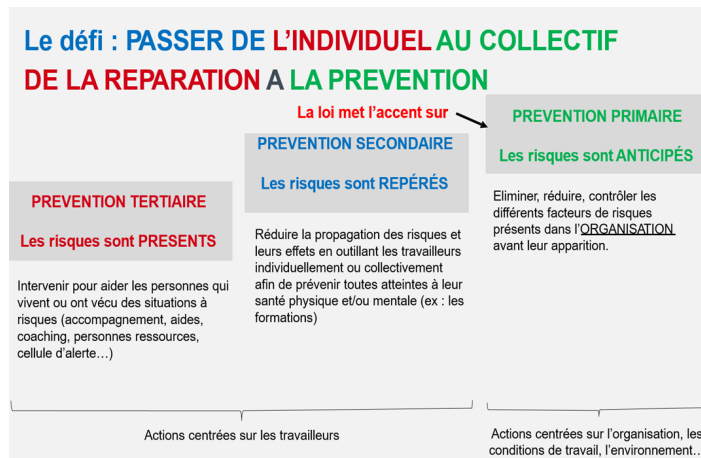 Le défi : PASSER DE L'INDIVIDUEL AU COLLECTIF
DE LA REPARATION A LA PREVENTION
La loi met l'accent sur
PREVENTION PRIMAIRE
Les risques sont ANTICIPÉS
Eliminer, réduire, contrôler les
différents facteurs de risques
présents dans l'ORGANISATION
avant leur apparition.
PREVENTION SECONDAIRE
Les risques sont REPÉRÉS
Réduire la propagation des risques et
leurs effets en outillant les travailleurs
individuellement ou collectivement
afin de prévenir toutes atteintes à leur
santé physique et/ou mentale (ex : les
formations)
PREVENTION TERTIAIRE
Les risques sont PRESENTS
Intervenir pour aider les personnes qui
vivent ou ont vécu des situations à
risques (accompagnement, aides,
coaching, personnes ressources,
cellule d'alerte…)
Actions centrées sur les travailleurs
Actions centrées sur l'organisation, les
conditions de travail, l'environnement…